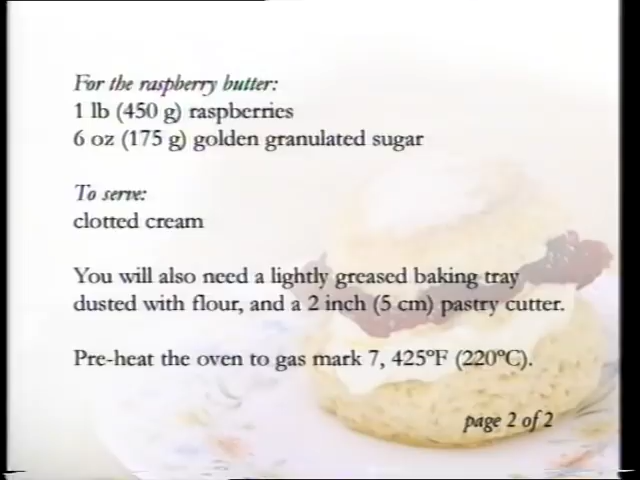 For the raspberry butter:
1 lb (450 g) raspberries
6 oz (175 g) golden granulated sugar
To serve:
clotted cream
You will also need a lightly greased baking tray
dusted with flour, and a 2 inch (5 cm) pastry cutter.
Pre-heat the oven to gas mark 7, 425ºF (220ºC).
page 2 of 2